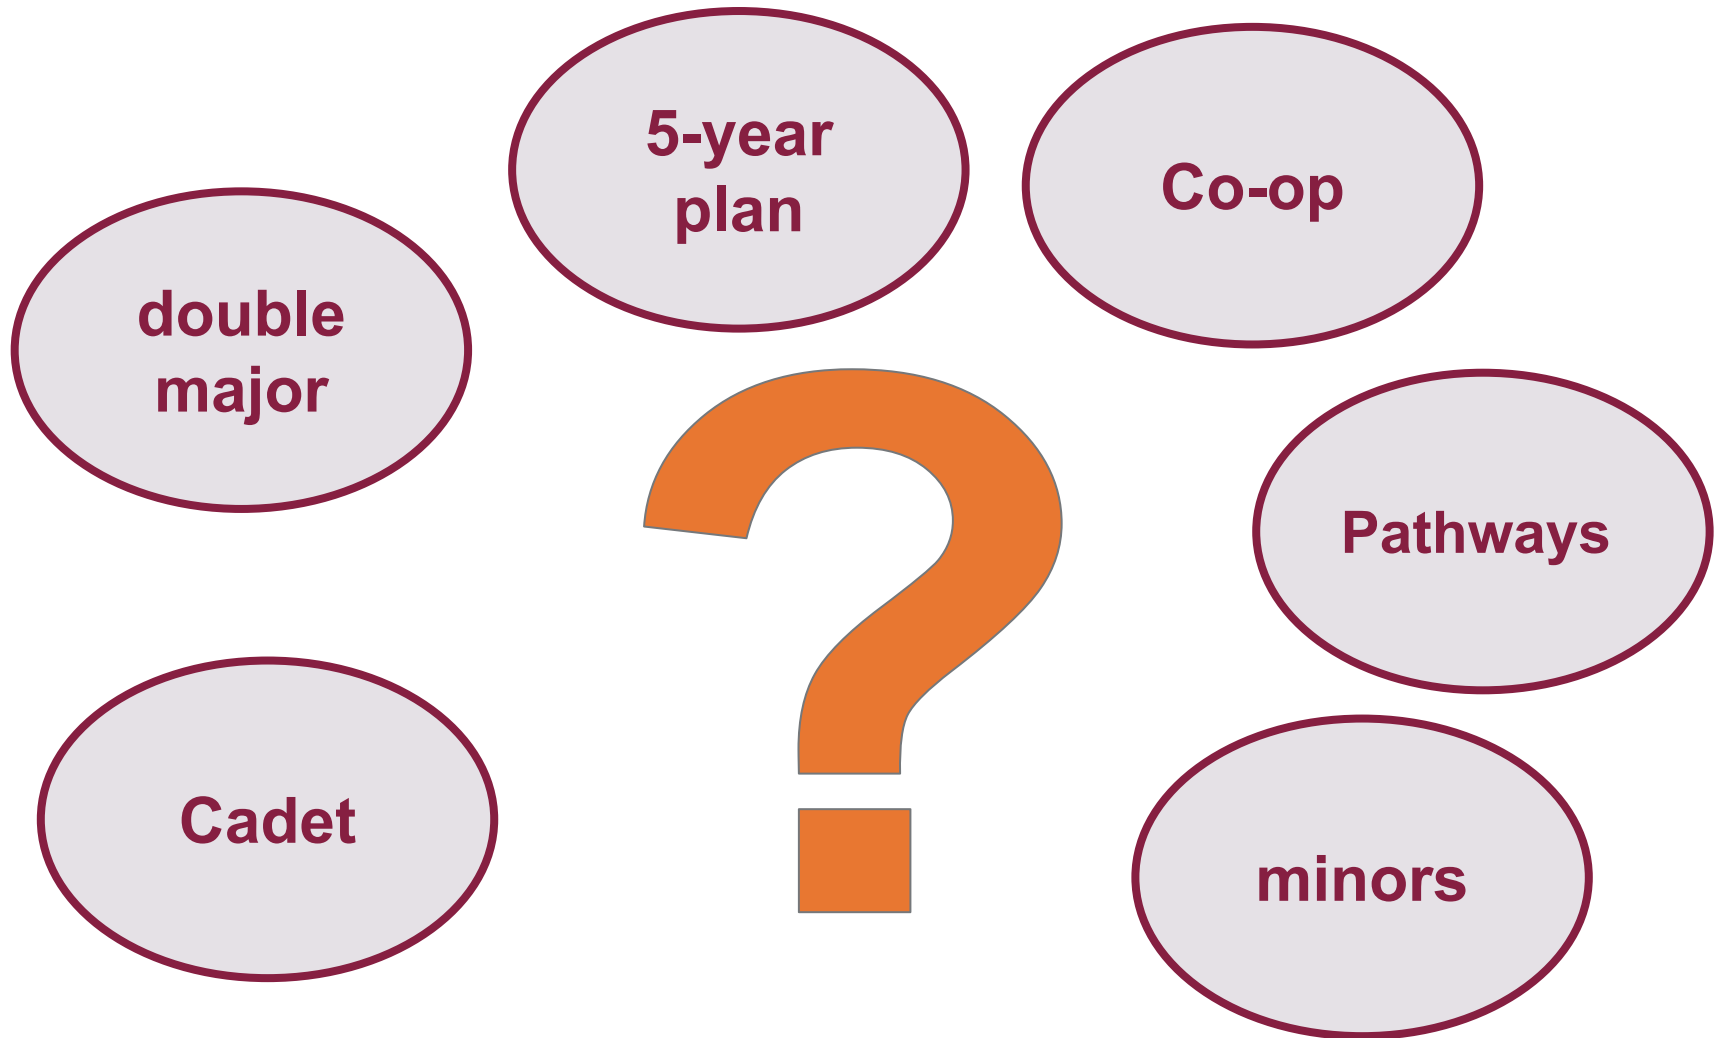 5-year
plan
Co-op
double
major
Pathways
Cadet
minors
?